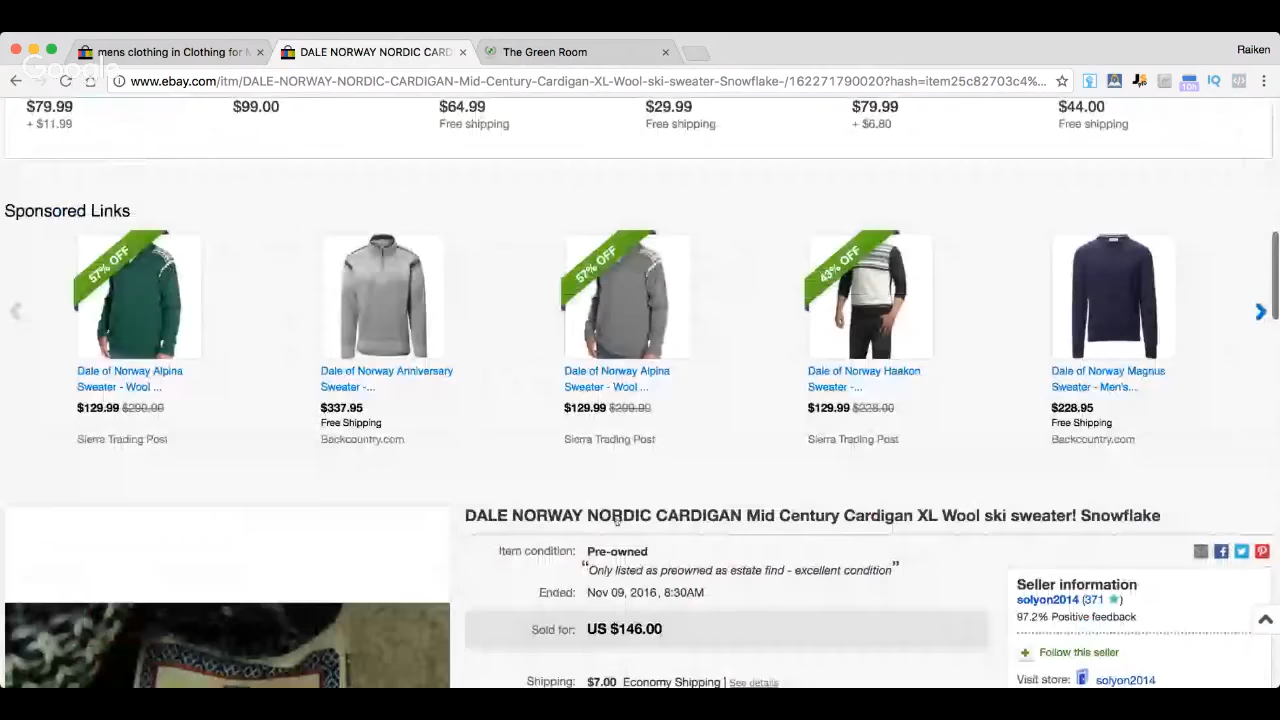 mens clothing in Clothing for M
DALE NORWAY NORDIC CARD
The Green Room
Raiken
Google
www.ebay.com/itm/DALE-NORWAY-NORDIC-CARDIGAN-Mid-Century-Cardigan-XL-Wool-ski-sweater-Snowflake-/162271790020?hash=item25c82703c4%...
10h
IQ
$79.99 $99.00 $64.99 $29.99 $79.99 $44.00
+ $11.99 Free shipping Free shipping + $6.80 Free shipping
Sponsored Links
57% OFF 57% OFF 43% OFF
Dale of Norway Alpina Dale of Norway Anniversary Dale of Norway Alpina Dale of Norway Haakon Dale of Norway Magnus
Sweater - Wool ... Sweater -... Sweater - Wool ... Sweater -... Sweater - Men's...
$129.99 $299.00 $337.95 $129.99 $299.00 $129.99 $228.00 $228.95
Free Shipping Free Shipping
Sierra Trading Post Backcountry.com Sierra Trading Post Sierra Trading Post Backcountry.com
DALE NORWAY NORDIC CARDIGAN Mid Century Cardigan XL Wool ski sweater! Snowflake
Item condition: Pre-owned
“Only listed as preowned as estate find - excellent condition”
Ended: Nov 09, 2016 , 8:30AM
Sold for: US $146.00
Shipping: $7.00 Economy Shipping | See details
Seller information
solyon2014 (371 )
97.2% Positive feedback
Follow this seller
Visit store: solyon2014